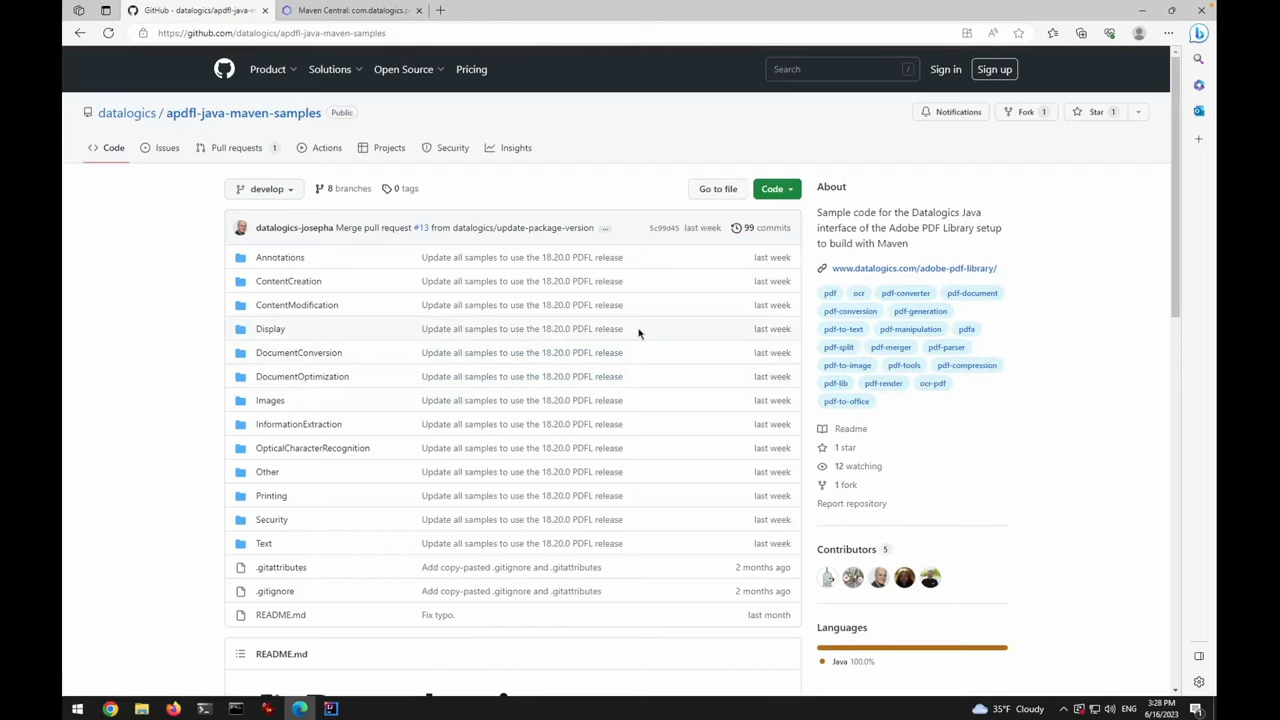 GitHub - datalogics/apdfl-java-m
Maven Central: com.datalogics.p
https://github.com/datalogics/apdfl-java-maven-samples
Product Solutions Open Source Pricing
Search /
Sign in Sign up
datalogics / apdfl-java-maven-samples Public
Notifications Fork 1 Star 1
Code Issues Pull requests 1 Actions Projects Security Insights
develop 8 branches 0 tags Go to file Code
datalogics-josepha Merge pull request #13 from datalogics/update-package-version ... 5c99d45 last week 99 commits
Annotations Update all samples to use the 18.20.0 PDFL release last week
ContentCreation Update all samples to use the 18.20.0 PDFL release last week
ContentModification Update all samples to use the 18.20.0 PDFL release last week
Display Update all samples to use the 18.20.0 PDFL release last week
DocumentConversion Update all samples to use the 18.20.0 PDFL release last week
DocumentOptimization Update all samples to use the 18.20.0 PDFL release last week
Images Update all samples to use the 18.20.0 PDFL release last week
InformationExtraction Update all samples to use the 18.20.0 PDFL release last week
OpticalCharacterRecognition Update all samples to use the 18.20.0 PDFL release last week
Other Update all samples to use the 18.20.0 PDFL release last week
Printing Update all samples to use the 18.20.0 PDFL release last week
Security Update all samples to use the 18.20.0 PDFL release last week
Text Update all samples to use the 18.20.0 PDFL release last week
.gitattributes Add copy-pasted .gitignore and .gitattributes 2 months ago
.gitignore Add copy-pasted .gitignore and .gitattributes 2 months ago
README.md Fix typo. last month
README.md
About
Sample code for the Datalogics Java
interface of the Adobe PDF Library setup
to build with Maven
www.datalogics.com/adobe-pdf-library/
pdf ocr pdf-converter pdf-document
pdf-conversion pdf-generation
pdf-to-text pdf-manipulation pdfa
pdf-split pdf-merger pdf-parser
pdf-to-image pdf-tools pdf-compression
pdf-lib pdf-render ocr-pdf
pdf-to-office
Readme
1 star
12 watching
1 fork
Report repository
Contributors 5
Languages
Java 100.0%
35°F Cloudy ENG 3:28 PM
6/16/2023